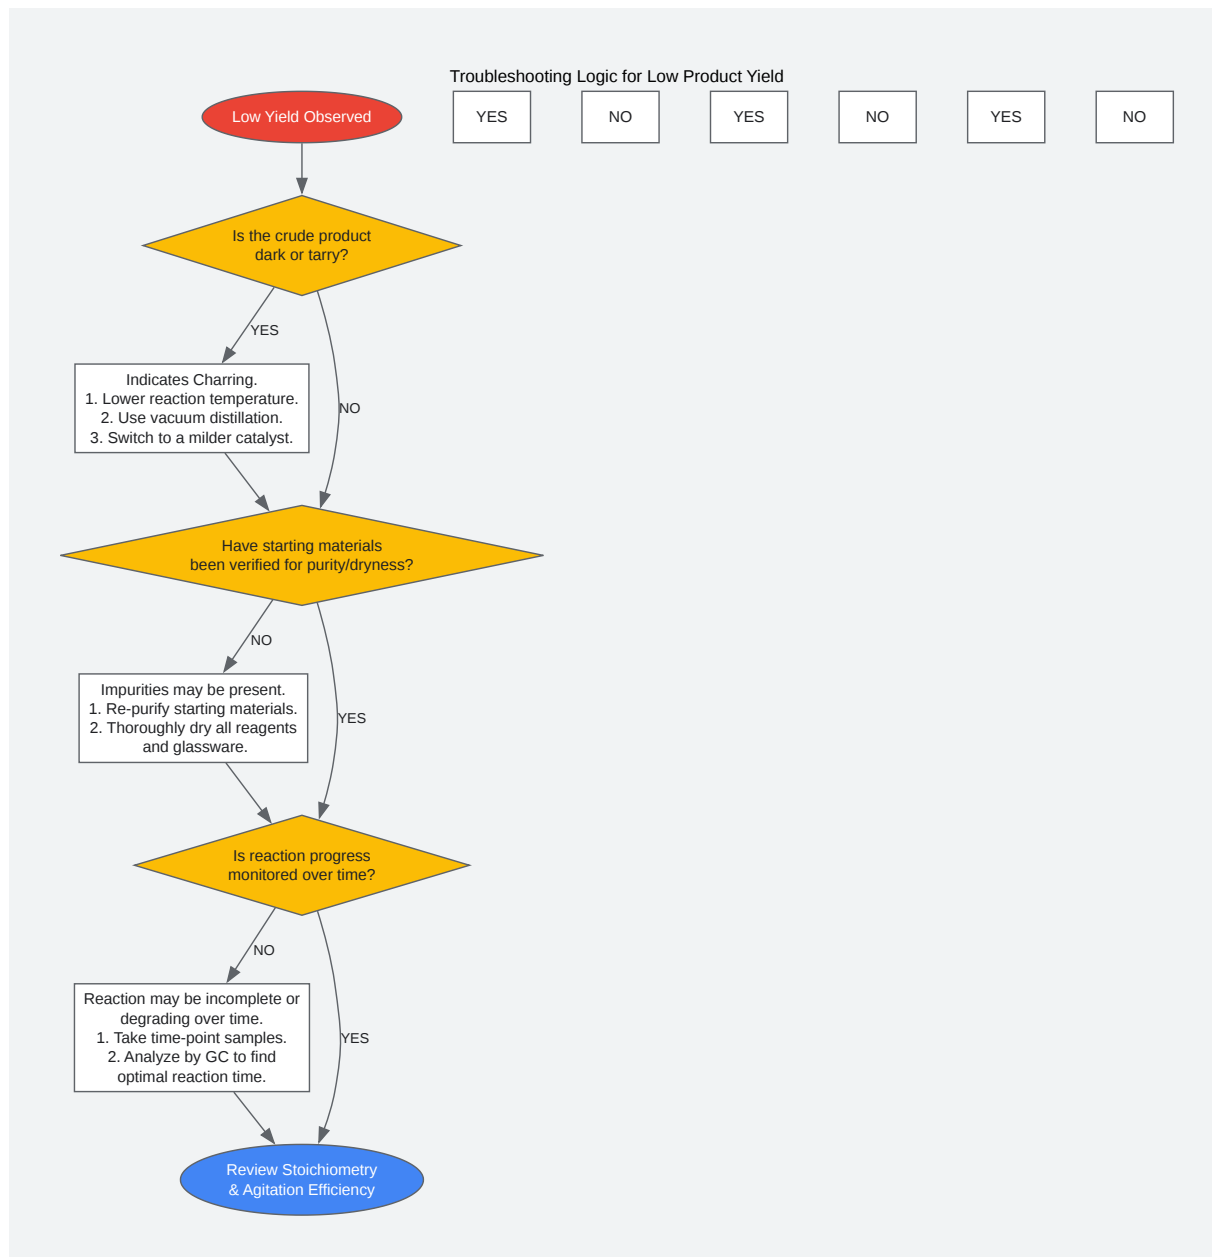 Troubleshooting Logic for Low Product Yield
Low Yield Observed
YES
NO
YES
NO
YES
NO
Is the crude product
dark or tarry?
YES
Indicates Charring.
1. Lower reaction temperature.
2. Use vacuum distillation.
3. Switch to a milder catalyst.
NO
Have starting materials
been verified for purity/dryness?
NO
Impurities may be present.
1. Re-purify starting materials.
2. Thoroughly dry all reagents
and glassware.
YES
Is reaction progress
monitored over time?
NO
Reaction may be incomplete or
degrading over time.
1. Take time-point samples.
2. Analyze by GC to find
optimal reaction time.
YES
Review Stoichiometry
& Agitation Efficiency